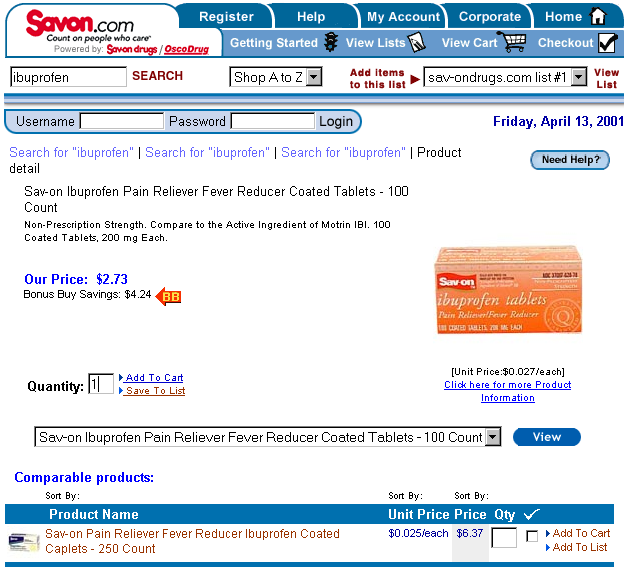 Savon.com
Count on people who care™
Powered by: Savon drugs / OscoDrug
Register
Help
My Account
Corporate
Home
Getting Started
View Lists
View Cart
Checkout
ibuprofen
SEARCH
Shop A to Z
Add items
to this list
sav-ondrugs.com list #1
View
List
Username
Password
Login
Friday, April 13, 2001
Search for "ibuprofen" | Search for "ibuprofen" | Search for "ibuprofen" | Product
detail
Need Help?
Sav-on Ibuprofen Pain Reliever Fever Reducer Coated Tablets - 100
Count
Non-Prescription Strength. Compare to the Active Ingredient of Motrin IB!. 100
Coated Tablets, 200 mg Each.
Our Price: $2.73
Bonus Buy Savings: $4.24
BB
Sav-on
ibuprofen tablets
Pain Reliever/Fever Reducer
100 COATED TABLETS, 200 MG EACH
Quantity: 1
Add To Cart
Save To List
[Unit Price:$0.027/each]
Click here for more Product
Information
Sav-on Ibuprofen Pain Reliever Fever Reducer Coated Tablets - 100 Count
View
Comparable products:
Sort By:
Sort By:
Sort By:
Product Name
Unit Price
Price
Qty
Sav-on Pain Reliever Fever Reducer Ibuprofen Coated
Caplets - 250 Count
$0.025/each
$6.37
Add To Cart
Add To List